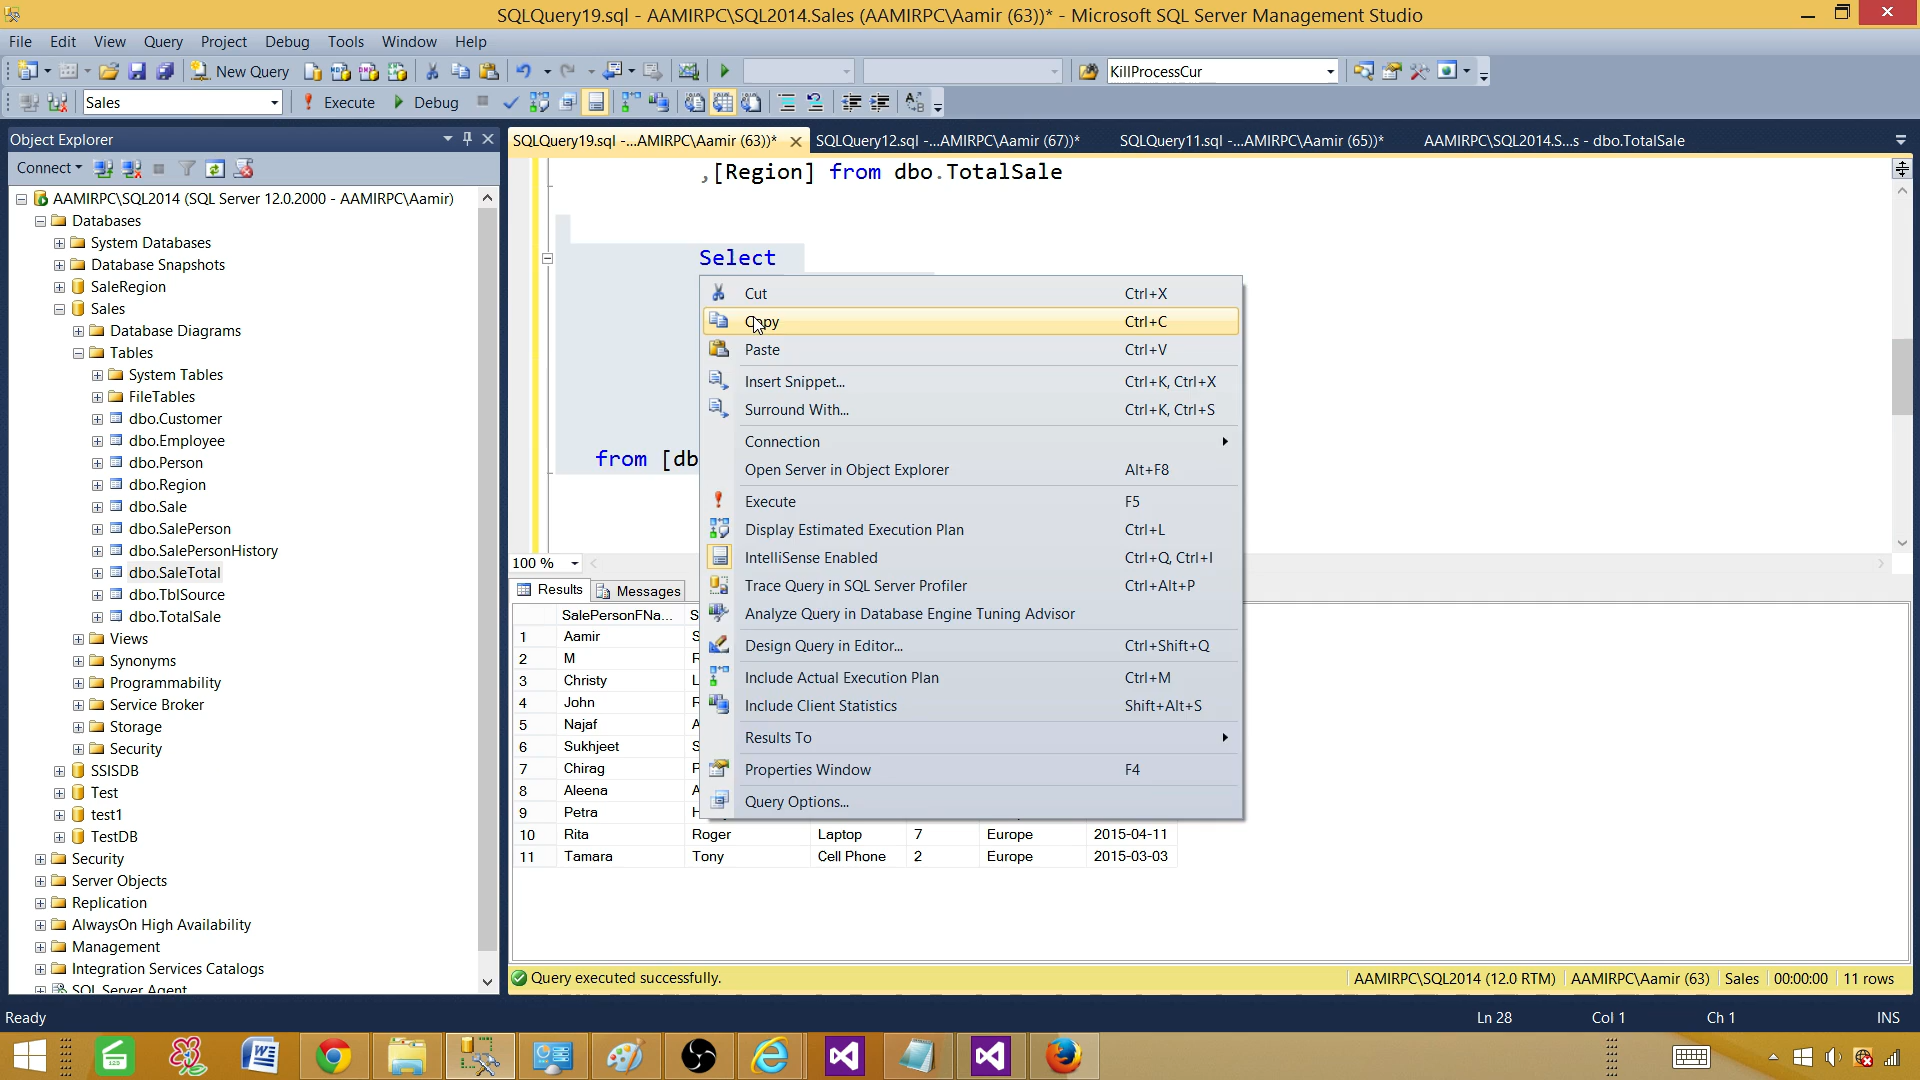 SQLQuery19.sql - AAMIRPC\SQL2014.Sales (AAMIRPC\Aamir (63))* - Microsoft SQL Server Management Studio
File Edit View Query Project Debug Tools Window Help
New Query KillProcessCur
Sales Execute Debug
Object Explorer
SQLQuery19.sql -...AMIRPC\Aamir (63))* SQLQuery12.sql -...AMIRPC\Aamir (67))* SQLQuery11.sql -...AMIRPC\Aamir (65))* AAMIRPC\SQL2014.S...s - dbo.TotalSale
Connect
AAMIRPC\SQL2014 (SQL Server 12.0.2000 - AAMIRPC\Aamir)
Databases
System Databases
Database Snapshots
SaleRegion
Sales
Database Diagrams
Tables
System Tables
FileTables
dbo.Customer
dbo.Employee
dbo.Person
dbo.Region
dbo.Sale
dbo.SalePerson
dbo.SalePersonHistory
dbo.SaleTotal
dbo.TblSource
dbo.TotalSale
Views
Synonyms
Programmability
Service Broker
Storage
Security
SSISDB
Test
test1
TestDB
Security
Server Objects
Replication
AlwaysOn High Availability
Management
Integration Services Catalogs
SQL Server Agent
,[Region] from dbo.TotalSale
Select
from [db
Cut Ctrl+X
Copy Ctrl+C
Paste Ctrl+V
Insert Snippet... Ctrl+K, Ctrl+X
Surround With... Ctrl+K, Ctrl+S
Connection
Open Server in Object Explorer Alt+F8
Execute F5
Display Estimated Execution Plan Ctrl+L
IntelliSense Enabled Ctrl+Q, Ctrl+I
Trace Query in SQL Server Profiler Ctrl+Alt+P
Analyze Query in Database Engine Tuning Advisor
Design Query in Editor... Ctrl+Shift+Q
Include Actual Execution Plan Ctrl+M
Include Client Statistics Shift+Alt+S
Results To
Properties Window F4
Query Options...
100 %
Results Messages
SalePersonFNa... S
1 Aamir S
2 M
3 Christy L
4 John
5 Najaf A
6 Sukhjeet S
7 Chirag
8 Aleena A
9 Petra H
10 Rita Roger Laptop 7 Europe 2015-04-11
11 Tamara Tony Cell Phone 2 Europe 2015-03-03
Query executed successfully. AAMIRPC\SQL2014 (12.0 RTM) AAMIRPC\Aamir (63) Sales 00:00:00 11 rows
Ready Ln 28 Col 1 Ch 1 INS